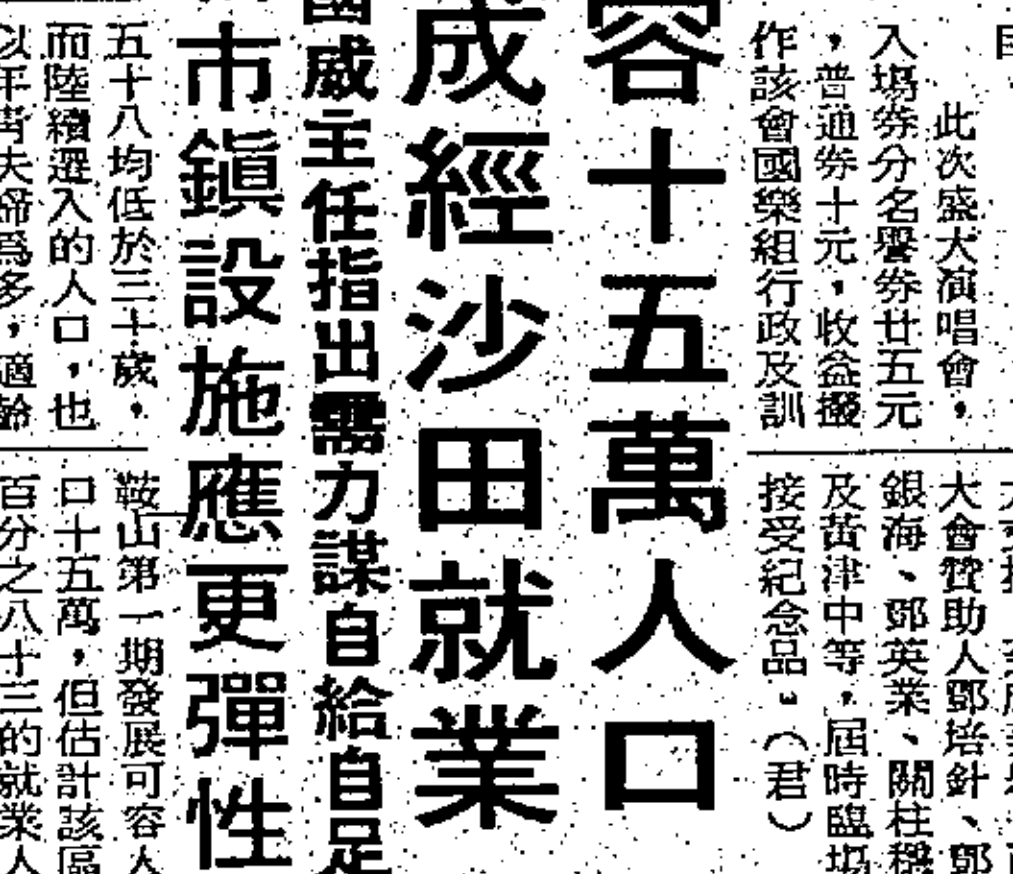 此次盛大演唱會，
入場券分名譽券廿五元
，普通券十元，收益撥
作該會國樂組行政及訓
大會贊助人鄧培針、鄧
銀海、鄧英業、關柱穩
及黃津中等，屆時臨場
接受紀念品。（君）
容十五萬人口
成經沙田就業
國威主任指出需力謀自給自足
市鎮設施應更彈性
五十八均低於三十歲，
而陸續選入的人口，也
以年青夫婦爲多，適齡
鞍山第一期發展可容人
口十五萬，但估計該區
百分之八十三的就業人